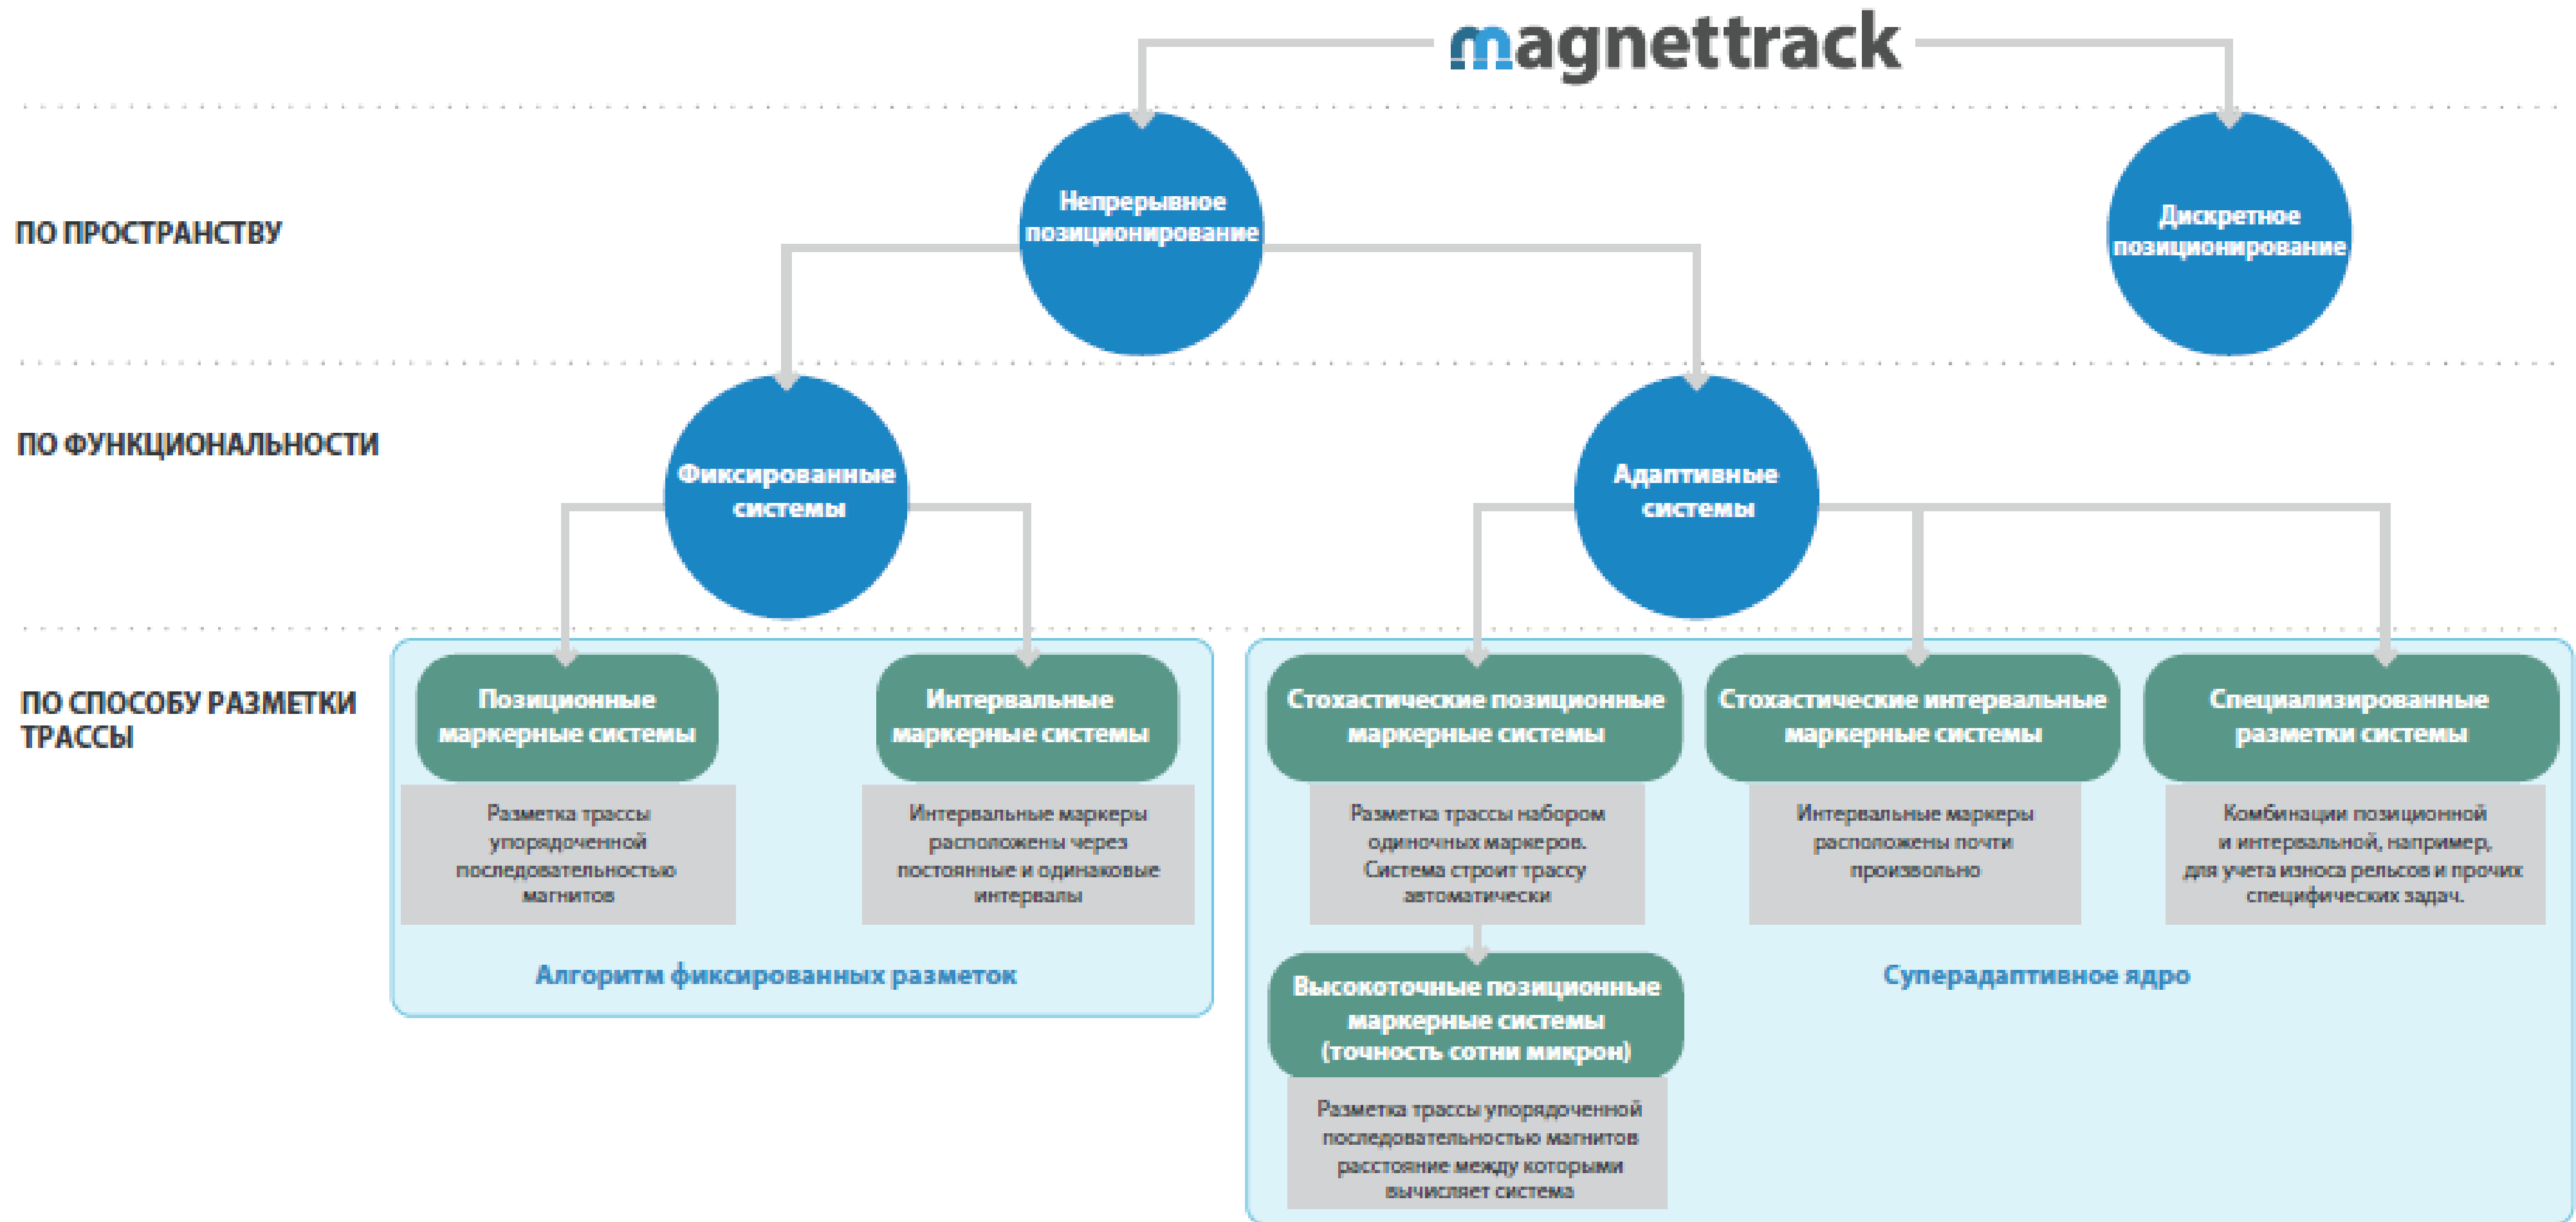 magnettrack
ПО ПРОСТРАНСТВУ
Непрерывное
позиционирование
Дискретное
позиционирование
ПО ФУНКЦИОНАЛЬНОСТИ
Фиксированные
системы
Адаптивные
системы
ПО СПОСОБУ РАЗМЕТКИ
ТРАССЫ
Позиционные
маркерные системы
Разметка трассы
упорядоченной
последовательностью
магнитов
Интервальные
маркерные системы
Интервальные маркеры
расположены через
постоянные и одинаковые
интервалы
Алгоритм фиксированных разметок
Стохастические позиционные
маркерные системы
Разметка трассы набором
одиночных маркеров.
Система строит трассу
автоматически
Высокоточные позиционные
маркерные системы
(точность сотни микрон)
Разметка трассы упорядоченной
последовательностью магнитов
расстояние между которыми
вычисляет система
Стохастические интервальные
маркерные системы
Интервальные маркеры
расположены почти
произвольно
Специализированные
разметки системы
Комбинации позиционной
и интервальной, например,
для учета износа рельсов и прочих
специфических задач.
Суперадаптивное ядро